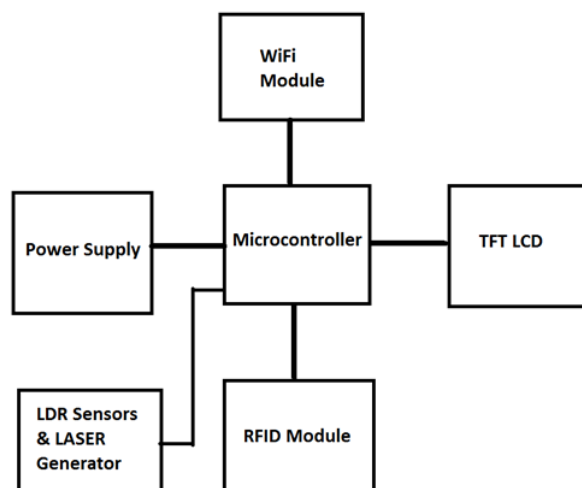 WiFi
Module
Power Supply
Microcontroller
TFT LCD
LDR Sensors
& LASER
Generator
RFID Module